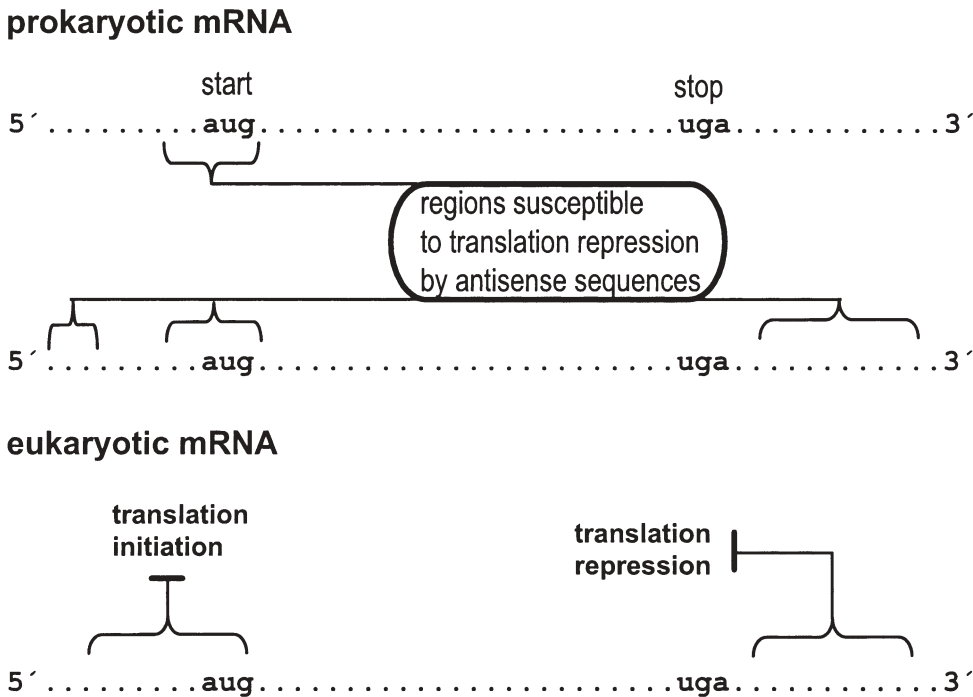 prokaryotic mRNA
start stop
5´.........aug........................uga............3´
regions susceptible
to translation repression
by antisense sequences
5´.........aug........................uga............3´
eukaryotic mRNA
translation
initiation
translation
repression
5´.........aug........................uga............3´